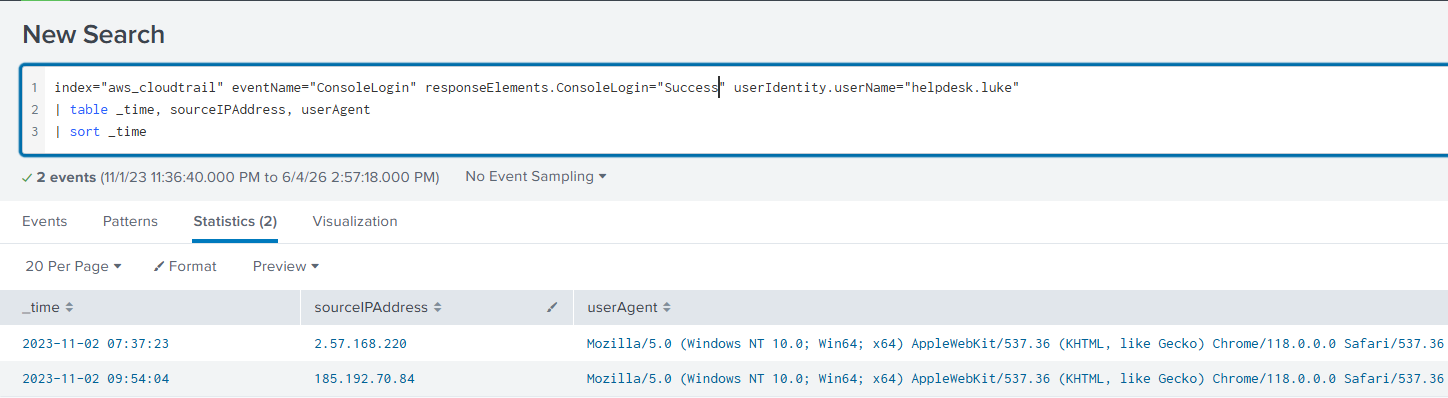 New Search
1 index="aws_cloudtrail" eventName="ConsoleLogin" responseElements.ConsoleLogin="Success" userIdentity.userName="helpdesk.luke"
2 | table _time, sourceIPAddress, userAgent
3 | sort _time
2 events (11/1/23 11:36:40.000 PM to 6/4/26 2:57:18.000 PM) No Event Sampling
Events Patterns Statistics (2) Visualization
20 Per Page Format Preview
_time sourceIPAddress userAgent
2023-11-02 07:37:23 2.57.168.220 Mozilla/5.0 (Windows NT 10.0; Win64; x64) AppleWebKit/537.36 (KHTML, like Gecko) Chrome/118.0.0.0 Safari/537.36
2023-11-02 09:54:04 185.192.70.84 Mozilla/5.0 (Windows NT 10.0; Win64; x64) AppleWebKit/537.36 (KHTML, like Gecko) Chrome/118.0.0.0 Safari/537.36